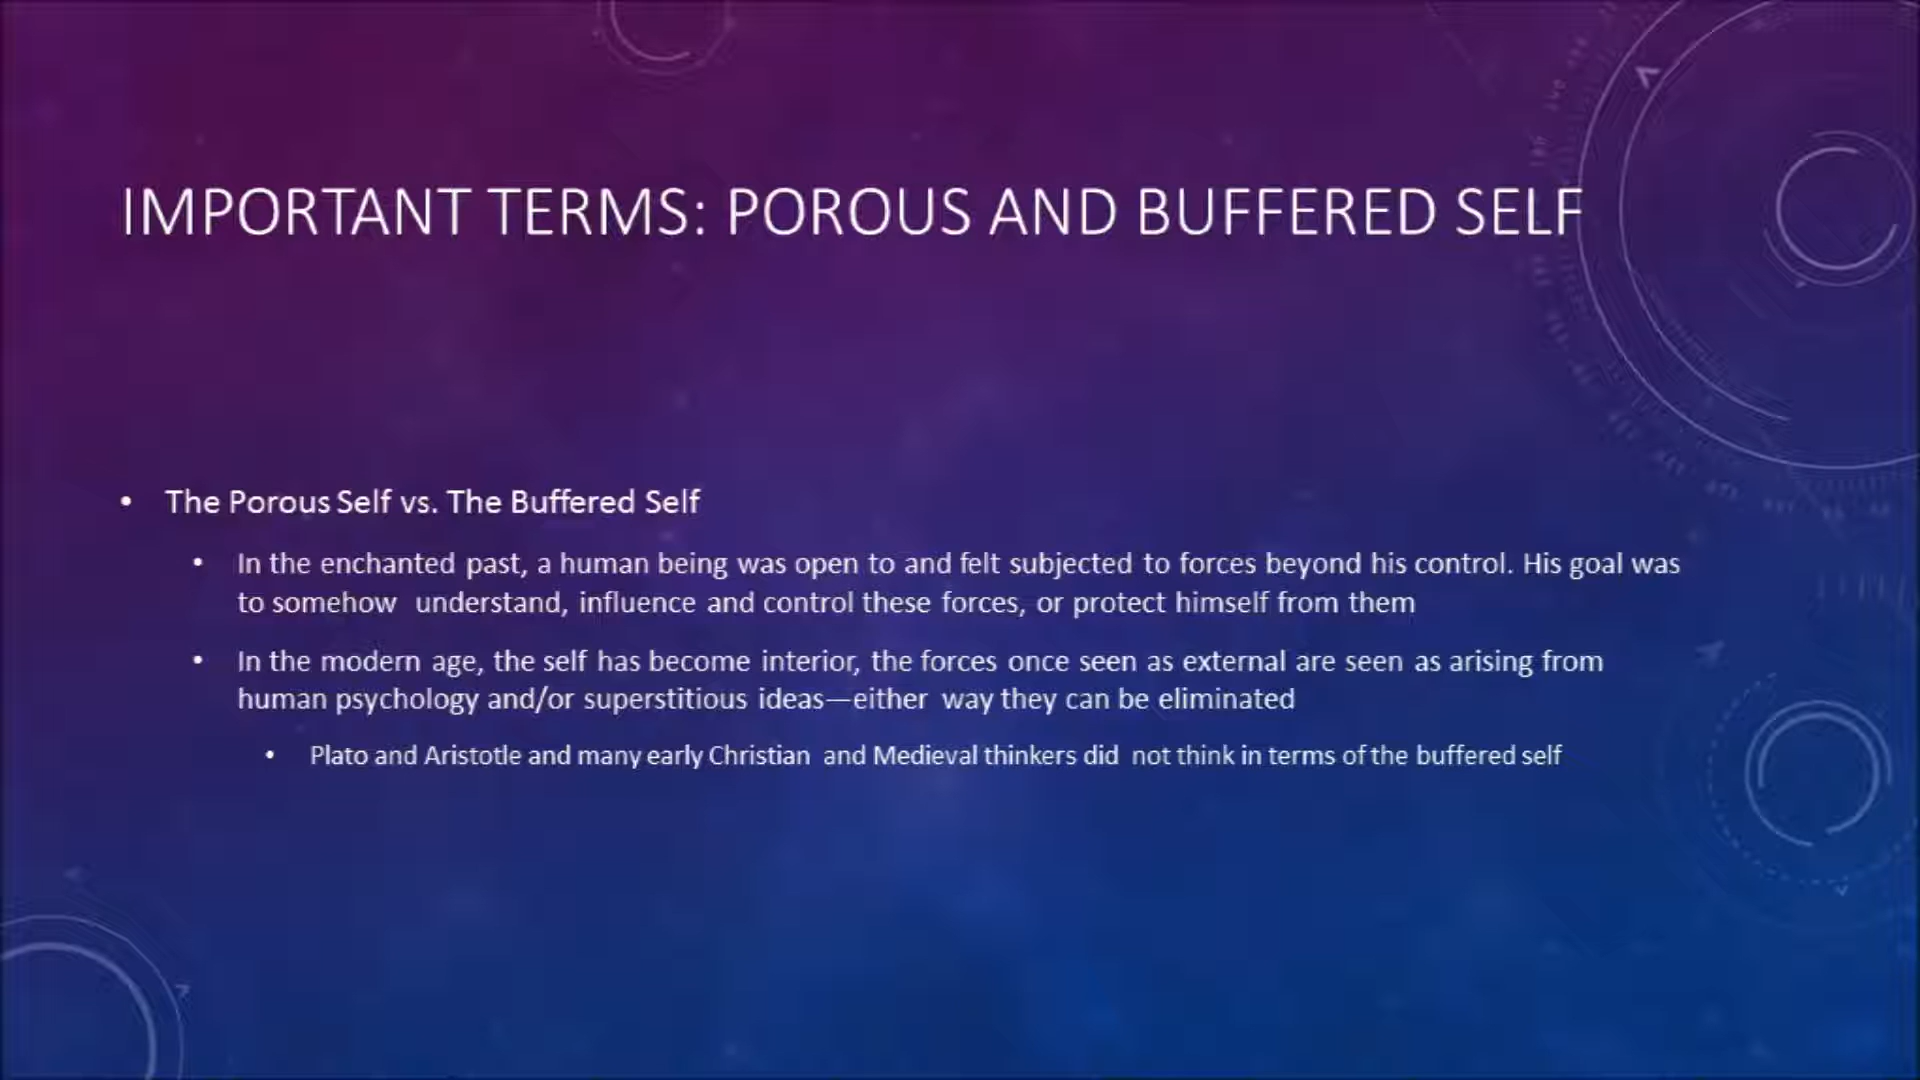 IMPORTANT TERMS: POROUS AND BUFFERED SELF
• The Porous Self vs. The Buffered Self
• In the enchanted past, a human being was open to and felt subjected to forces beyond his control. His goal was
to somehow understand, influence and control these forces, or protect himself from them
• In the modern age, the self has become interior, the forces once seen as external are seen as arising from
human psychology and/or superstitious ideas—either way they can be eliminated
• Plato and Aristotle and many early Christian and Medieval thinkers did not think in terms of the buffered self